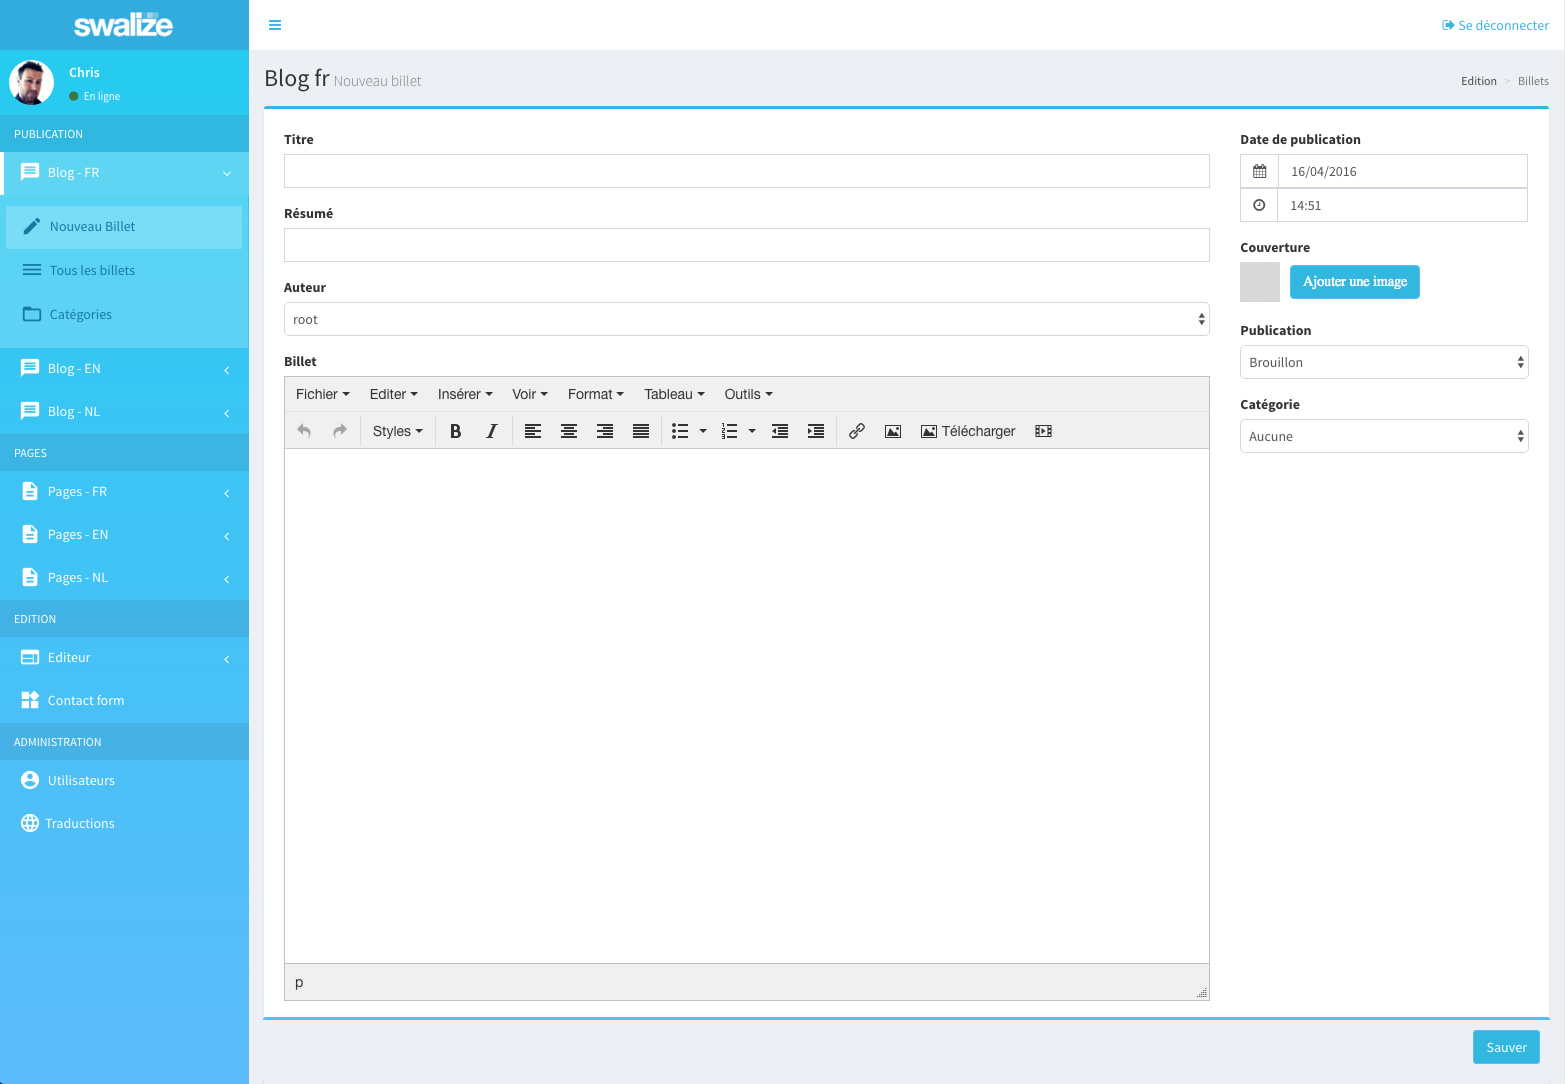 swalize
Se déconnecter
Chris
En ligne
PUBLICATION
Blog - FR
Nouveau Billet
Tous les billets
Catégories
Blog - EN
Blog - NL
PAGES
Pages - FR
Pages - EN
Pages - NL
EDITION
Editeur
Contact form
ADMINISTRATION
Utilisateurs
Traductions
Blog fr Nouveau billet
Edition > Billets
Titre
Résumé
Auteur
root
Billet
Fichier Editer Insérer Voir Format Tableau Outils
Styles B I Télécharger
p
Date de publication
16/04/2016
14:51
Couverture
Ajouter une image
Publication
Brouillon
Catégorie
Aucune
Sauver